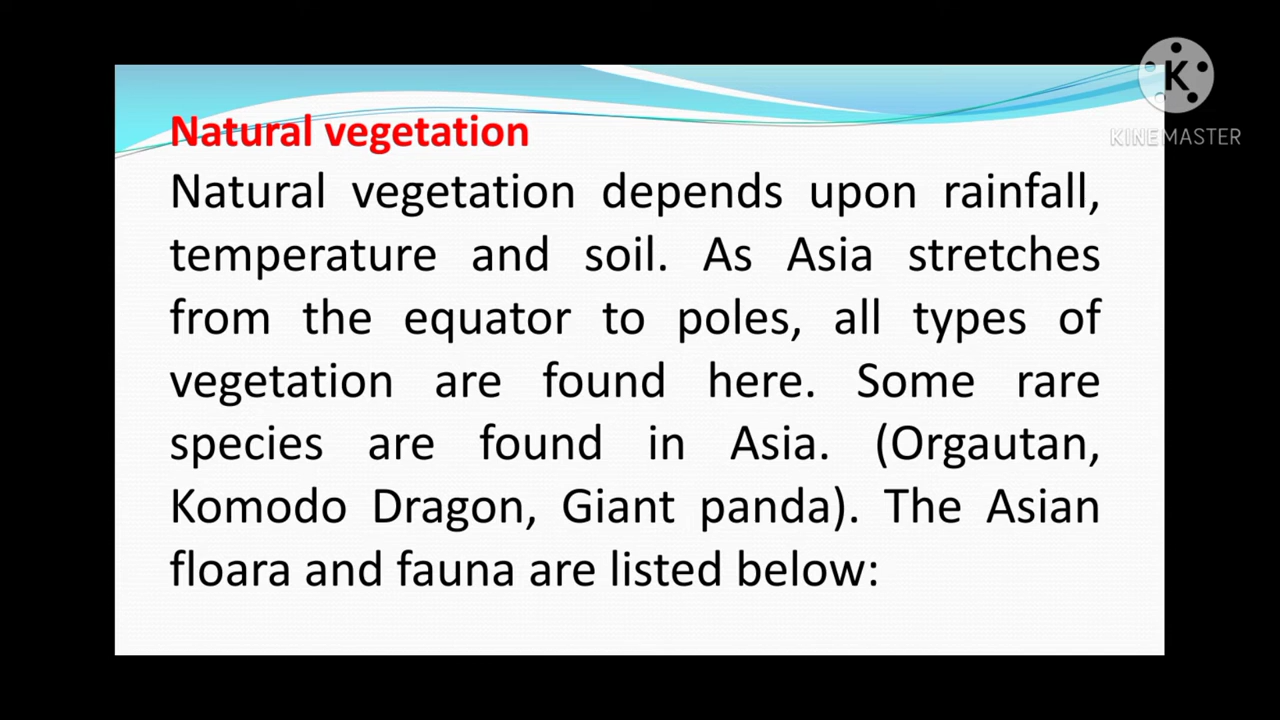 K
KINEMASTER
Natural vegetation
Natural vegetation depends upon rainfall,
temperature and soil. As Asia stretches
from the equator to poles, all types of
vegetation are found here. Some rare
species are found in Asia. (Orgautan,
Komodo Dragon, Giant panda). The Asian
floara and fauna are listed below: